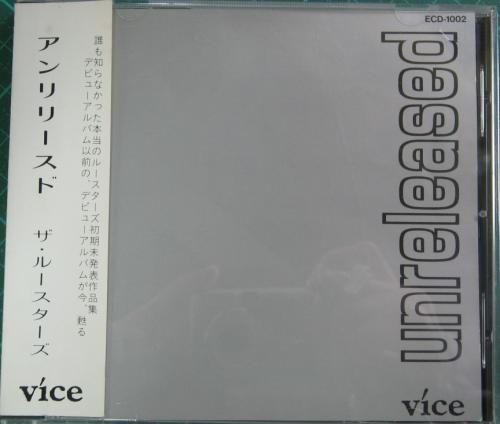 誰も知らなかった本当のルースターズ初期未発表作品集
デビューアルバム以前の、デビューアルバムが今、甦る
アンリリースド
ザ・ルースターズ
vice
ECD-1002
unreleased
vice